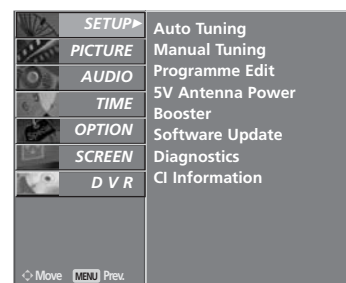 SETUP
PICTURE
AUDIO
TIME
OPTION
SCREEN
D V R
Auto Tuning
Manual Tuning
Programme Edit
5V Antenna Power
Booster
Software Update
Diagnostics
CI Information
Move MENU Prev.